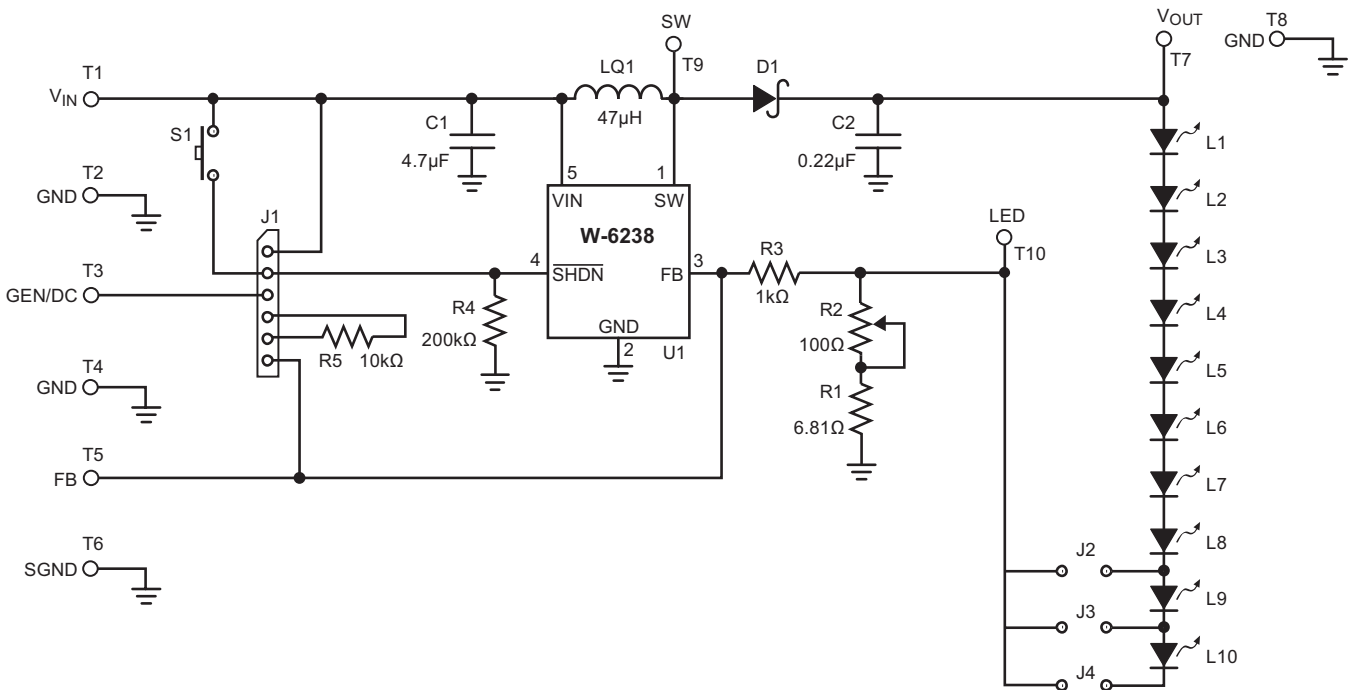 SW
T9
V_OUT
T7
T8
GND
T1
V_IN
LQ1
47µH
D1
S1
C1
4.7µF
C2
0.22µF
L1
T2
GND
5
1
VIN
SW
L2
J1
W-6238
LED
T10
L3
T3
GEN/DC
4
SHDN
FB
3
R3
1kΩ
R4
200kΩ
R2
100Ω
L4
GND
2
U1
R5
10kΩ
L5
T4
GND
R1
6.81Ω
L6
T5
FB
L7
L8
T6
SGND
J2
L9
J3
L10
J4